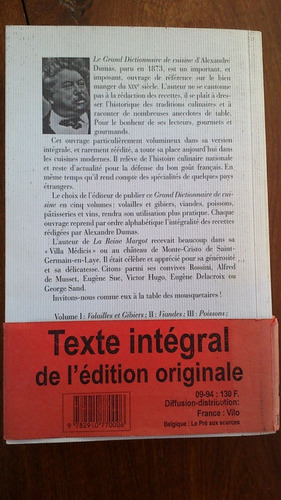 Le Grand Dictionnaire de cuisine d'Alexandre
Dumas, paru en 1873, est un important, et
imposant, ouvrage de référence sur le bien
manger du XIXe siècle. L'auteur ne se cantonne
pas à la rédaction des recettes, il se plaît à dres-
ser l'historique des traditions culinaires et à
raconter de nombreuses anecdotes de table.
Pour le bonheur de ses lecteurs, gourmets et
gourmands.
Cet ouvrage particulièrement volumineux dans sa version
intégrale, et rarement réédité, a toute sa place aujourd'hui dans
les cuisines modernes. Il relève de l'histoire culinaire nationale
et reste d'actualité pour la défense du bon goût français. En
même temps qu'il rend compte des spécialités de quelques pays
étrangers.
Le choix de l'éditeur de publier ce Grand Dictionnaire de cui-
sine en cinq volumes : volailles et gibiers, viandes, poissons,
pâtisseries et vins, rendra son utilisation plus pratique. Chaque
ouvrage reprend par ordre alphabétique l'intégralité des recettes
rédigées par Alexandre Dumas.
L'auteur de La Reine Margot recevait beaucoup dans sa
« Villa Médicis » ou au château de Monte-Cristo de Saint-
Germain-en-Laye. Il était célèbre et apprécié pour sa générosité
et sa délicatesse. Citons parmi ses convives Rossini, Alfred
de Musset, Eugène Sue, Victor Hugo, Eugène Delacroix ou
George Sand.
Invitons-nous comme eux à la table des mousquetaires !
Volume I : Volailles et Gibiers ; II : Viandes ; III : Poissons ;
Texte intégral
de l'édition originale
09-94 : 130 F.
Diffusion-distribution:
France : Vilo
Belgique : Le Pré aux sources
9 782910 770006